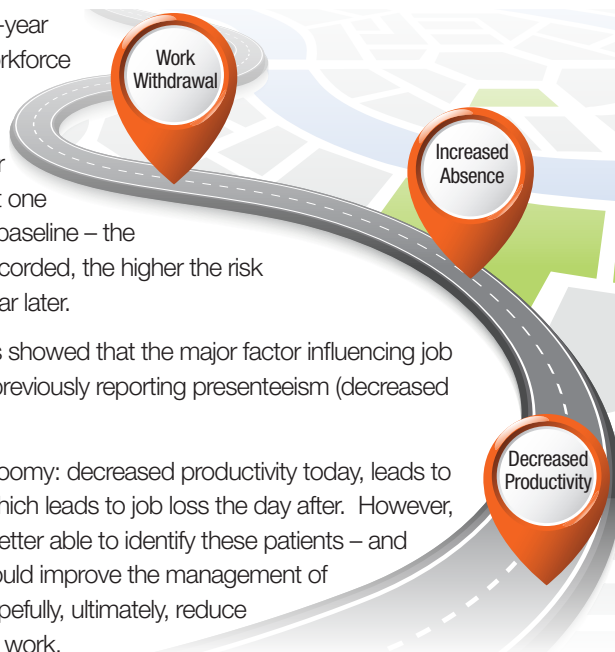 -year
Work
Withdrawal
Increased
Absence
one
baseline – the
corded, the higher the risk
ar later.
s showed that the major factor influencing job
previously reporting presenteeism (decreased
Decreased
Productivity
oomy: decreased productivity today, leads to
hich leads to job loss the day after. However,
etter able to identify these patients – and
ould improve the management of
pefully, ultimately, reduce
work.